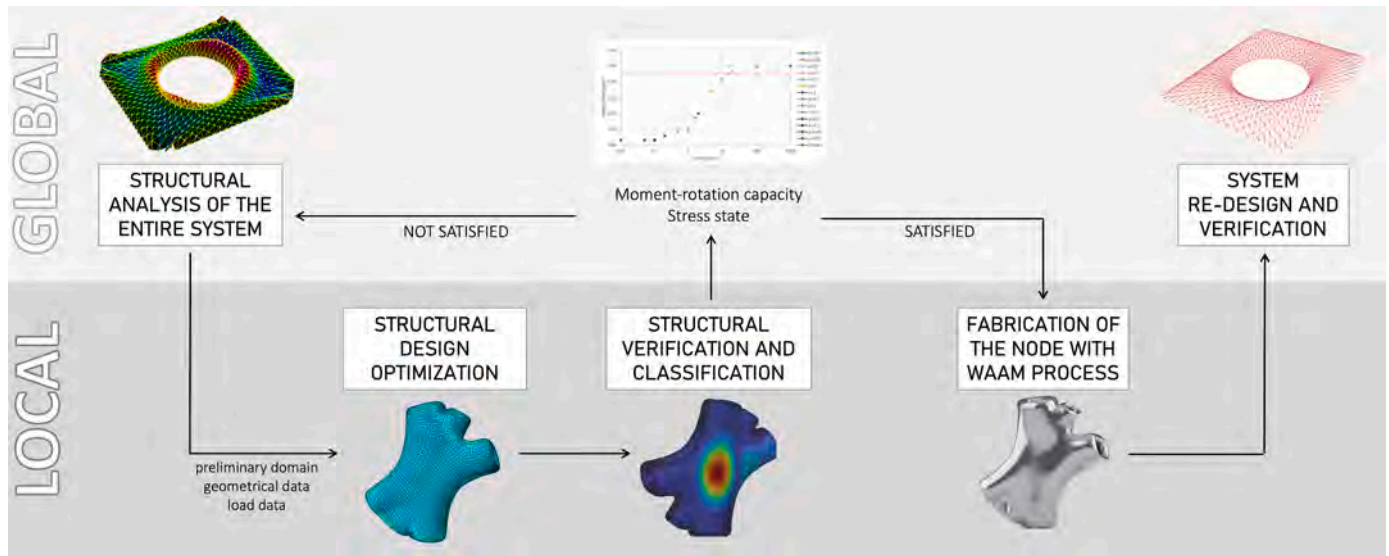 GLOBAL
STRUCTURAL
ANALYSIS OF THE
ENTIRE SYSTEM
Moment-rotation capacity
Stress state
NOT SATISFIED
SATISFIED
SYSTEM
RE-DESIGN AND
VERIFICATION
LOCAL
preliminary domain
geometrical data
load data
STRUCTURAL
DESIGN
OPTIMIZATION
STRUCTURAL
VERIFICATION AND
CLASSIFICATION
FABRICATION OF
THE NODE WITH
WAAM PROCESS